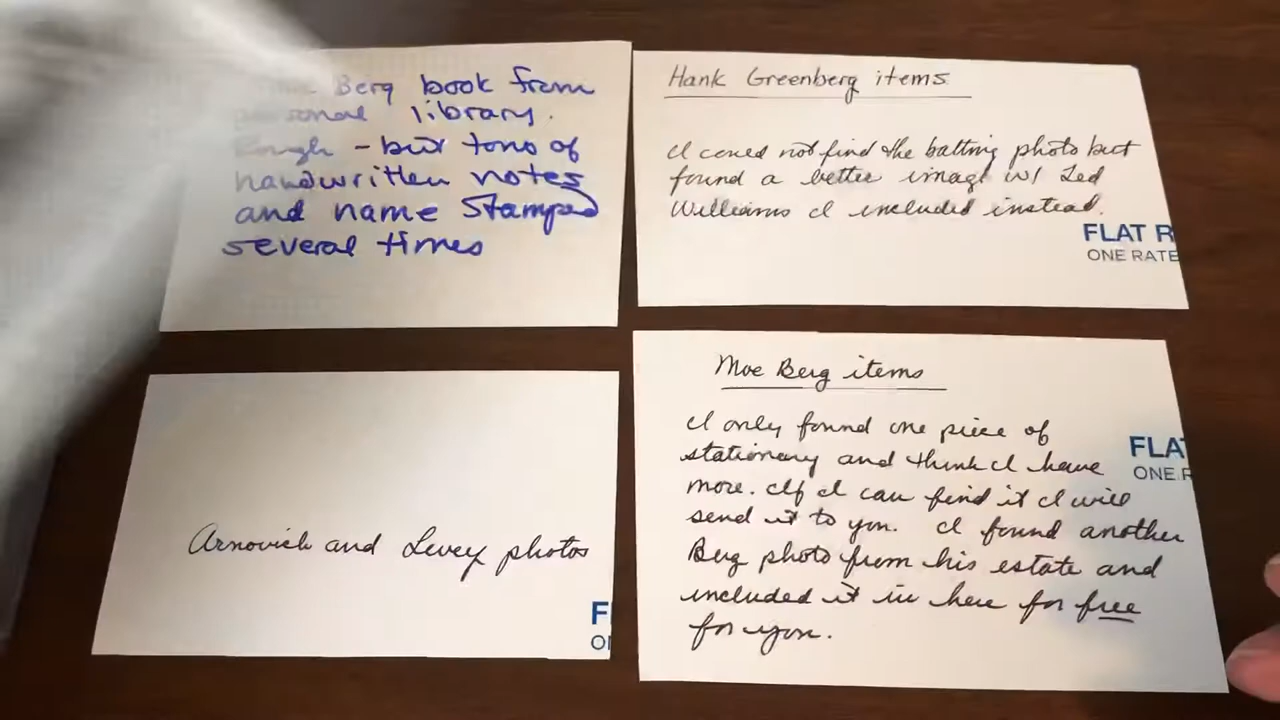 Berg book from
personal library.
Rough - but tons of
handwritten notes
and name Stamped
several times
Hank Greenberg items
I could not find the batting photo but
found a better image w/ Ted
Williams I included instead.
FLAT R
ONE RATE
Arnovich and Levey photos
F
Moe Berg items
I only found one piece of
stationary and think I have
more. If I can find it I will
send it to you. I found another
Berg photo from his estate and
included it in here for free
for you.
FLAT
ONE R